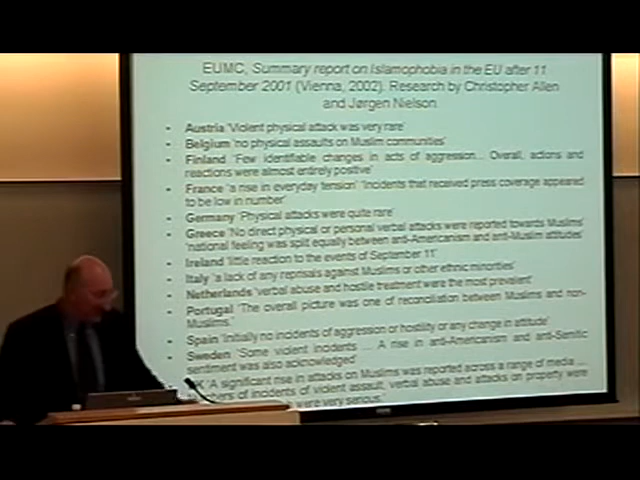 EUMC, Summary report on Islamophobia in the EU after 11
September 2001 (Vienna, 2002). Research by Christopher Allen
and Jørgen Nielson
• Austria 'Violent physical attack was very rare'
• Belgium 'no physical assaults on Muslim communities'
• Finland 'Few identifiable changes in acts of aggression... Overall, actions and
reactions were almost entirely positive'
• France 'a rise in everyday tension' 'Incidents that received press coverage appeared
to be low in number'
• Germany 'Physical attacks were quite rare'
• Greece 'No direct physical or personal verbal attacks were reported towards Muslims'
'national feeling was split equally between anti-Americanism and anti-Muslim attitudes'
• Ireland 'little reaction to the events of September 11'
• Italy 'a lack of any reprisals against Muslims or other ethnic minorities'
• Netherlands 'verbal abuse and hostile treatment were the most prevalent'
• Portugal 'The overall picture was one of reconciliation between Muslims and non-
Muslims.'
• Spain 'Initially no incidents of aggression or hostility or any change in attitude'
• Sweden 'Some violent incidents ... A rise in anti-Americanism and anti-Semitic
sentiment was also acknowledged'
'A significant rise in attacks on Muslims was reported across a range of media ...
of incidents of violent assault, verbal abuse and attacks on property were
were very serious.'